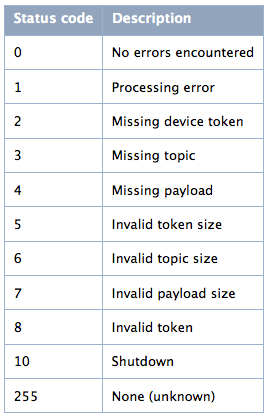 Status code Description
0 No errors encountered
1 Processing error
2 Missing device token
3 Missing topic
4 Missing payload
5 Invalid token size
6 Invalid topic size
7 Invalid payload size
8 Invalid token
10 Shutdown
255 None (unknown)